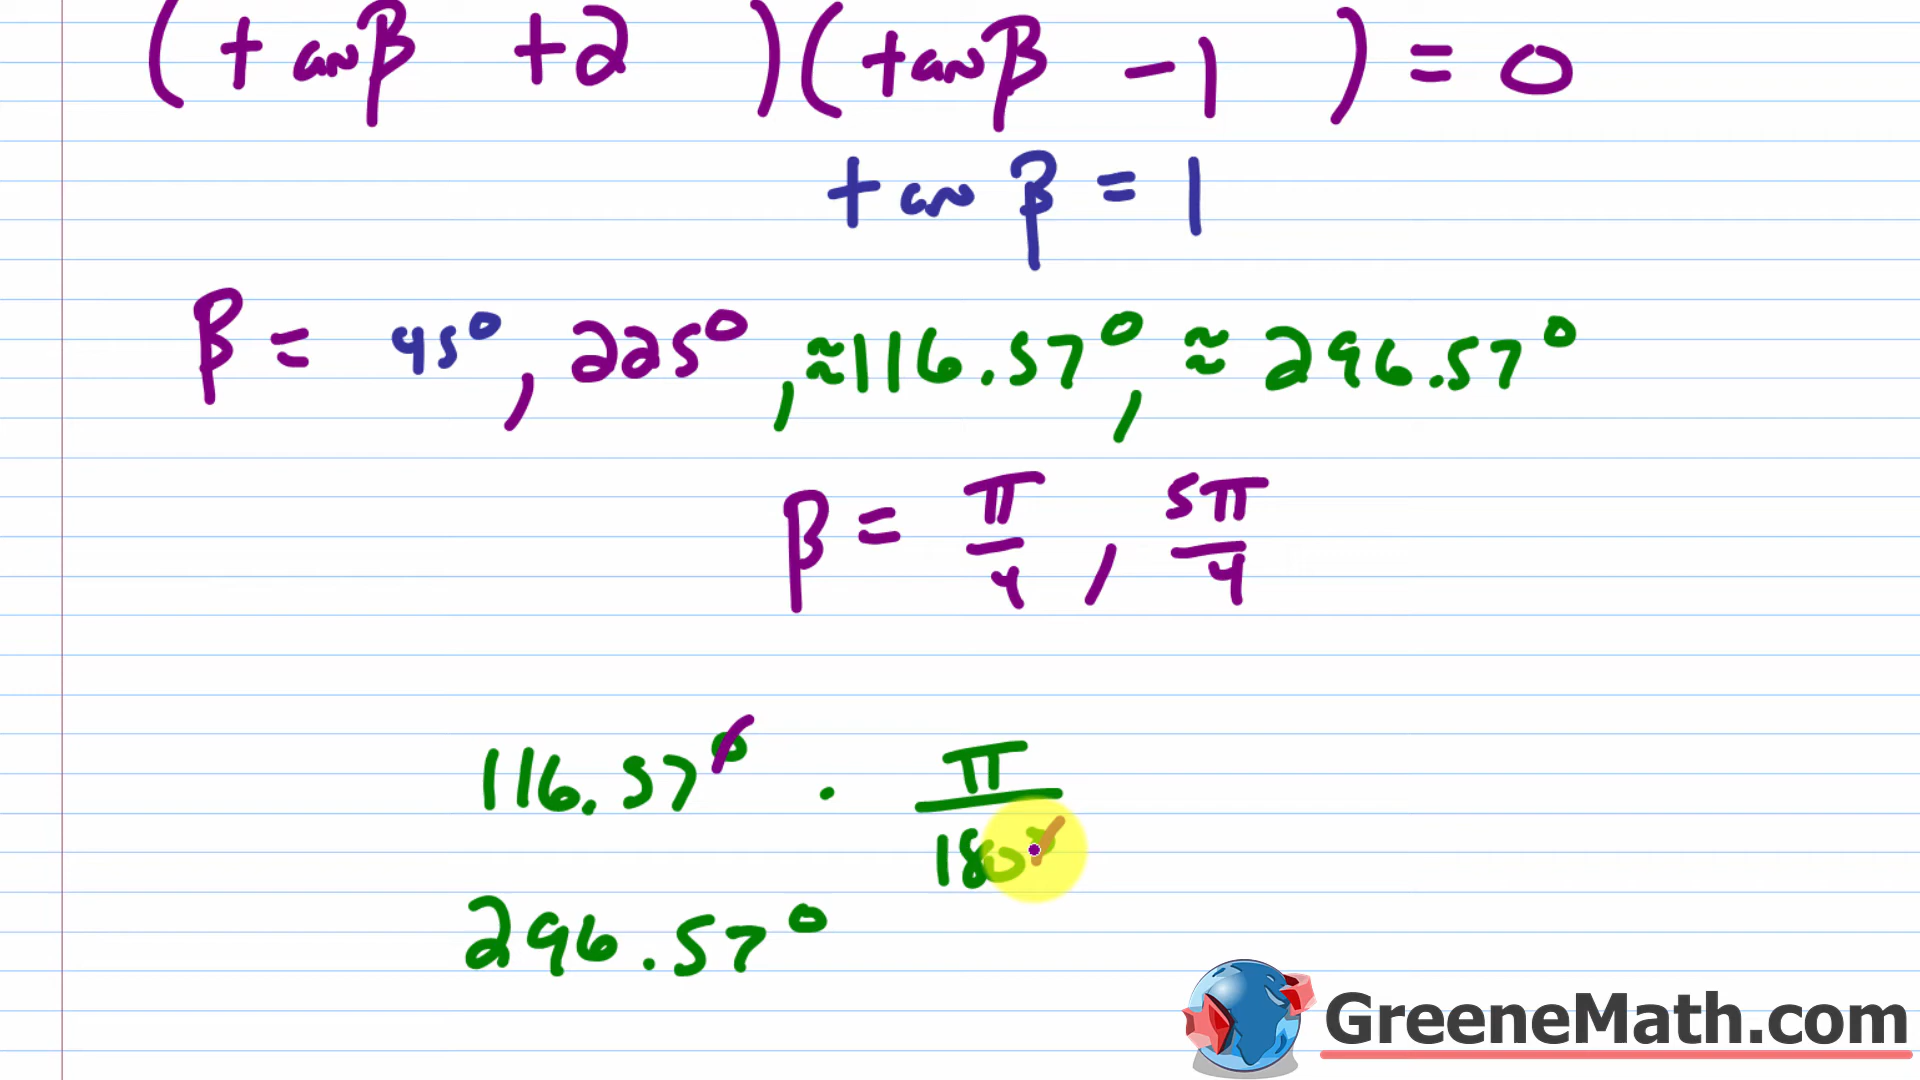 (tanβ +2)(tanβ -1) = 0
tan β = 1
β = 45°, 225°, ≈116.57°, ≈296.57°
β = π/4, 5π/4
116.57° · π/180°
296.57°
GreeneMath.com